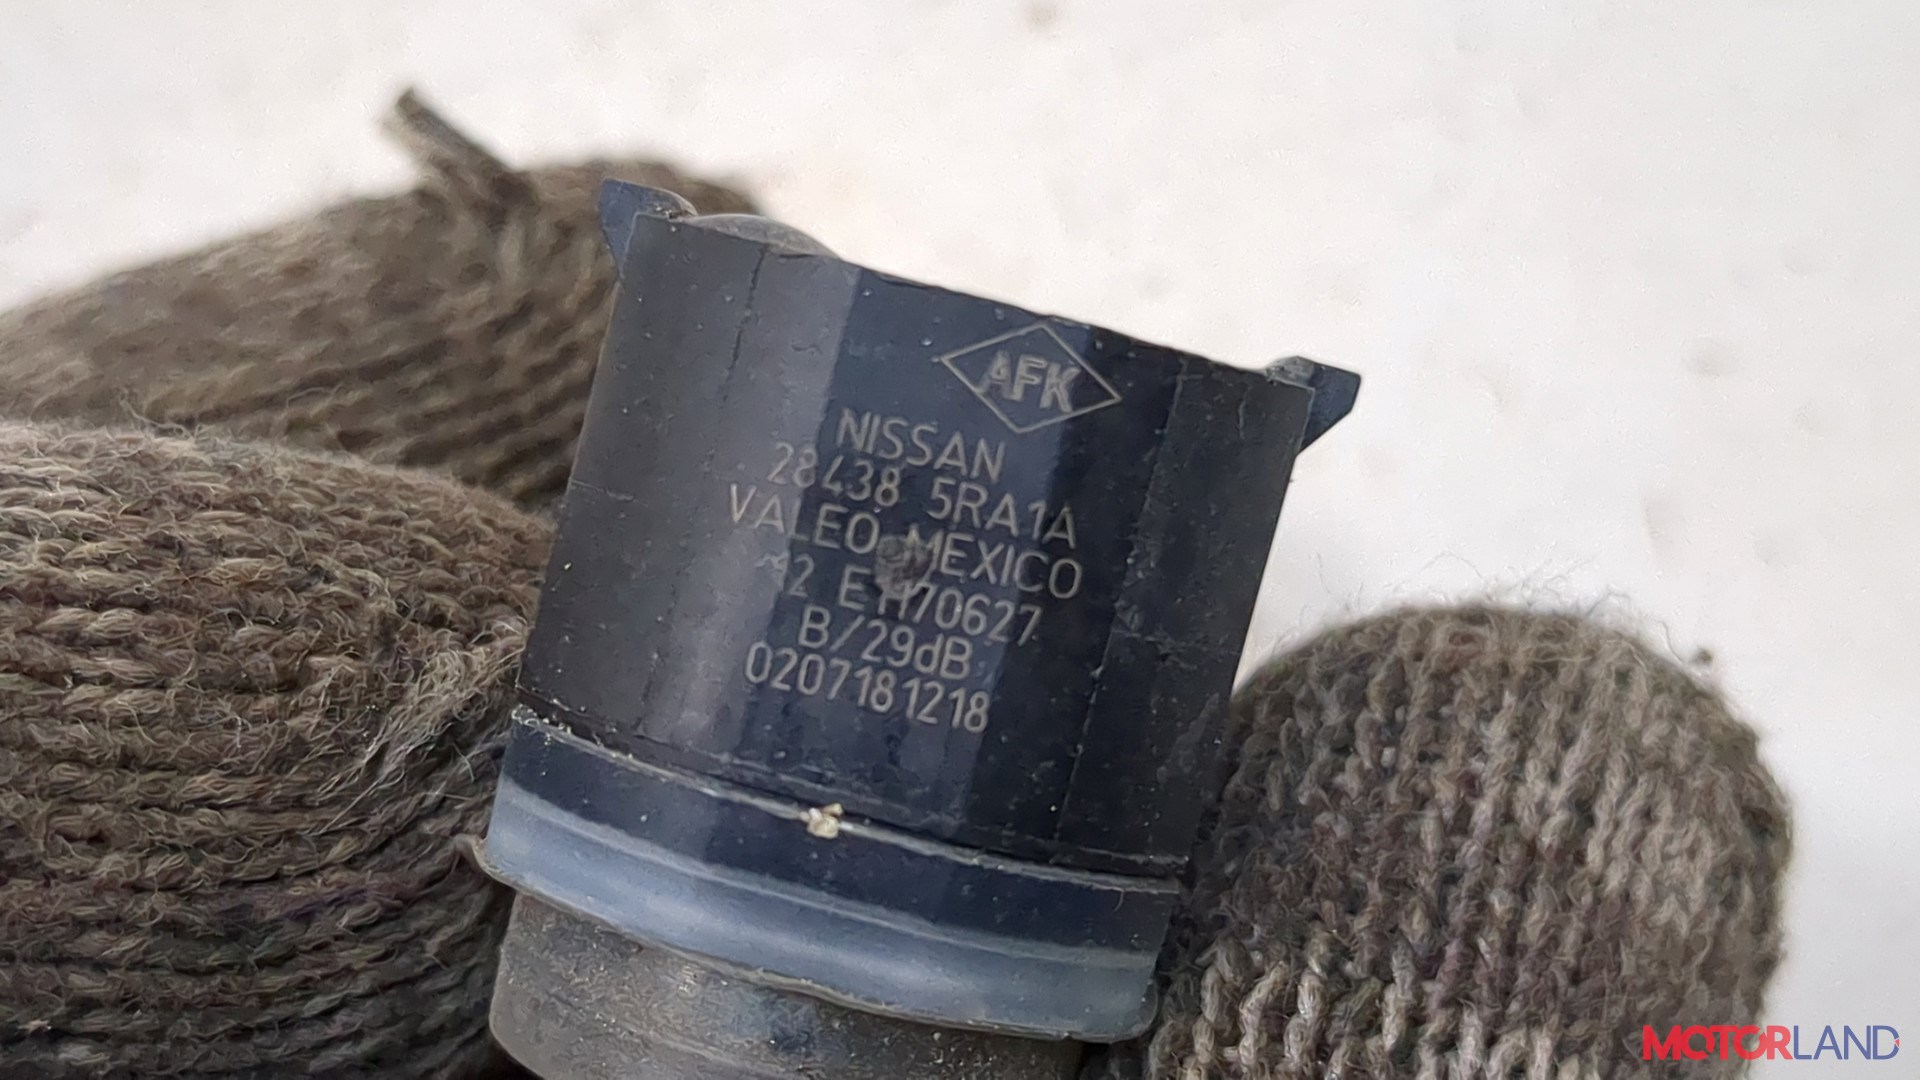 AFK
NISSAN
28438 5RA1A
VALEO MEXICO
B/29dB
0207181218
MOTORLAND